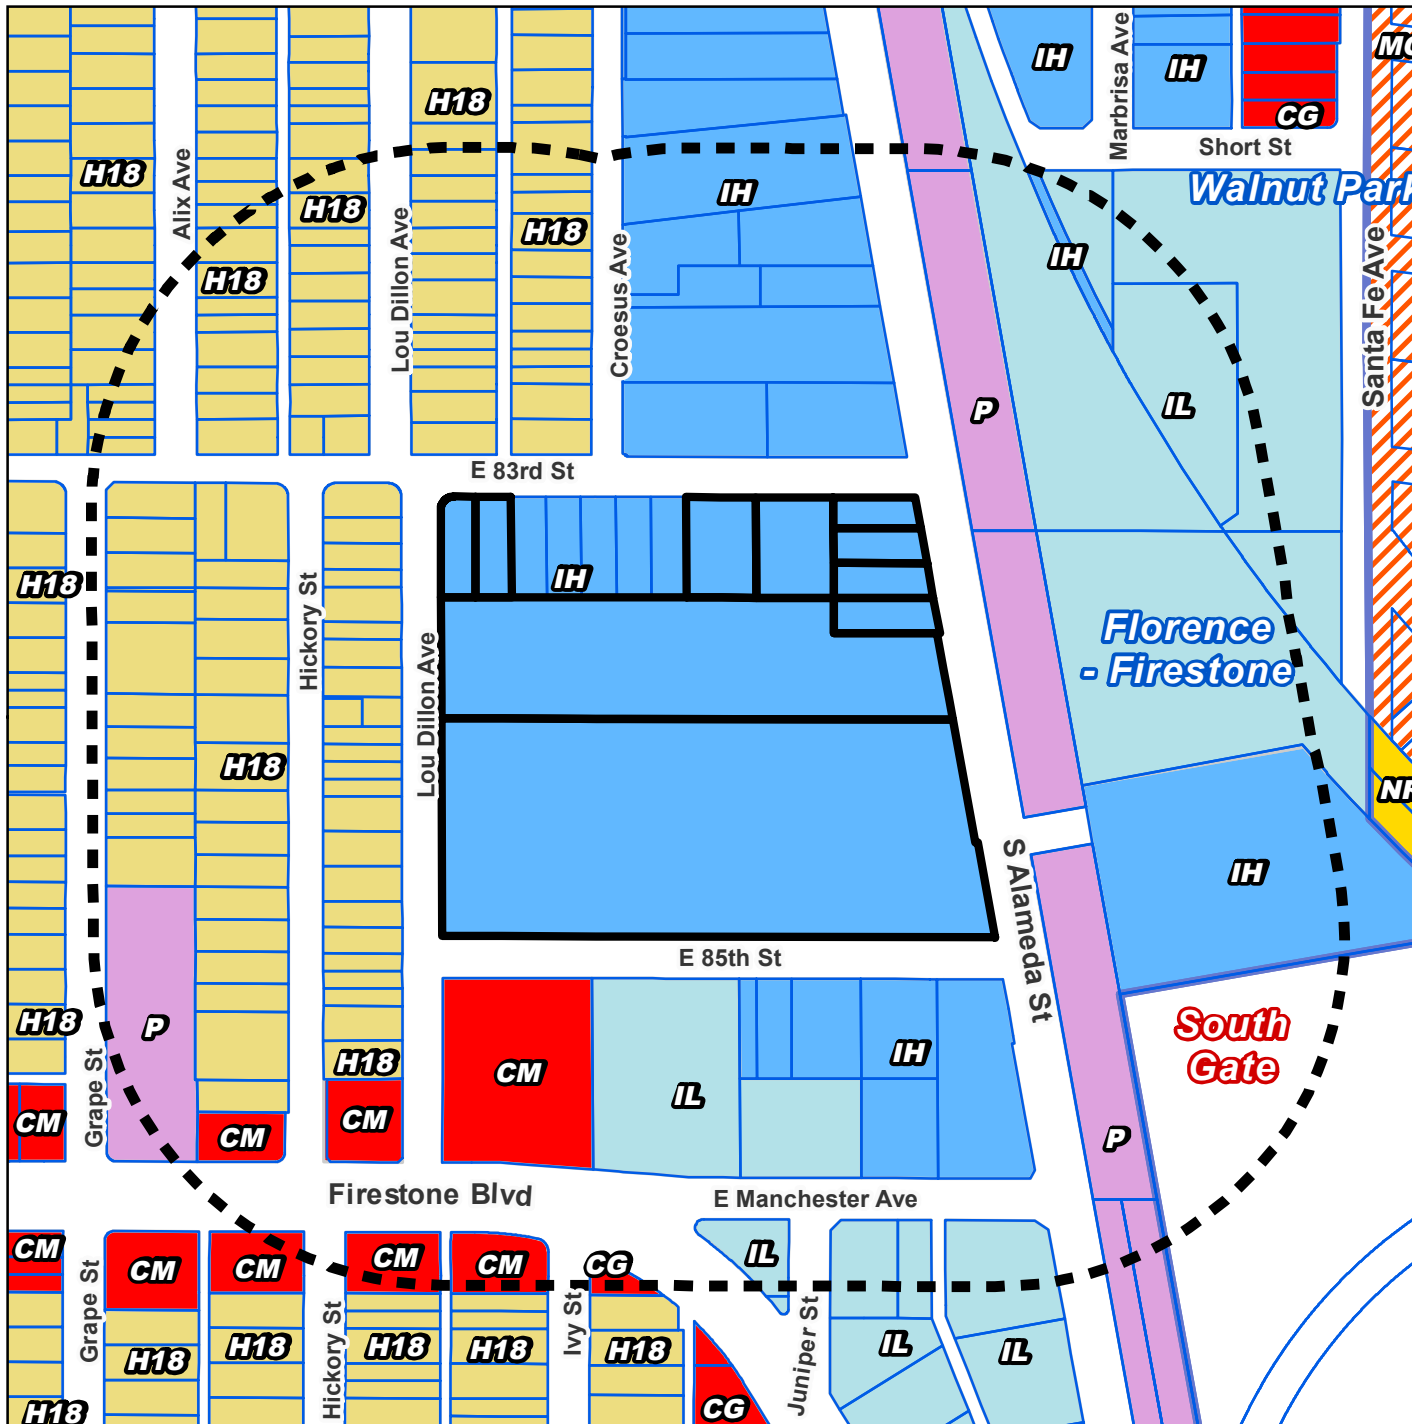 IH
Marbrisa Ave
IH
MC
CG
H18
Short St
H18
Alix Ave
H18
IH
Walnut Park
Lou Dillon Ave
H18
Croesus Ave
IH
H18
Santa Fe Ave
P
IL
E 83rd St
H18
IH
Hickory St
Florence
- Firestone
Lou Dillon Ave
H18
NR
S Alameda St
IH
E 85th St
H18
P
South
Gate
H18
CM
IH
IL
Grape St
CM
CM
CM
P
Firestone Blvd
E Manchester Ave
CM
CM
CM
CM
CM
CG
IL
Grape St
Hickory St
Ivy St
Juniper St
H18
H18
H18
H18
H18
IL
IL
H18
CG